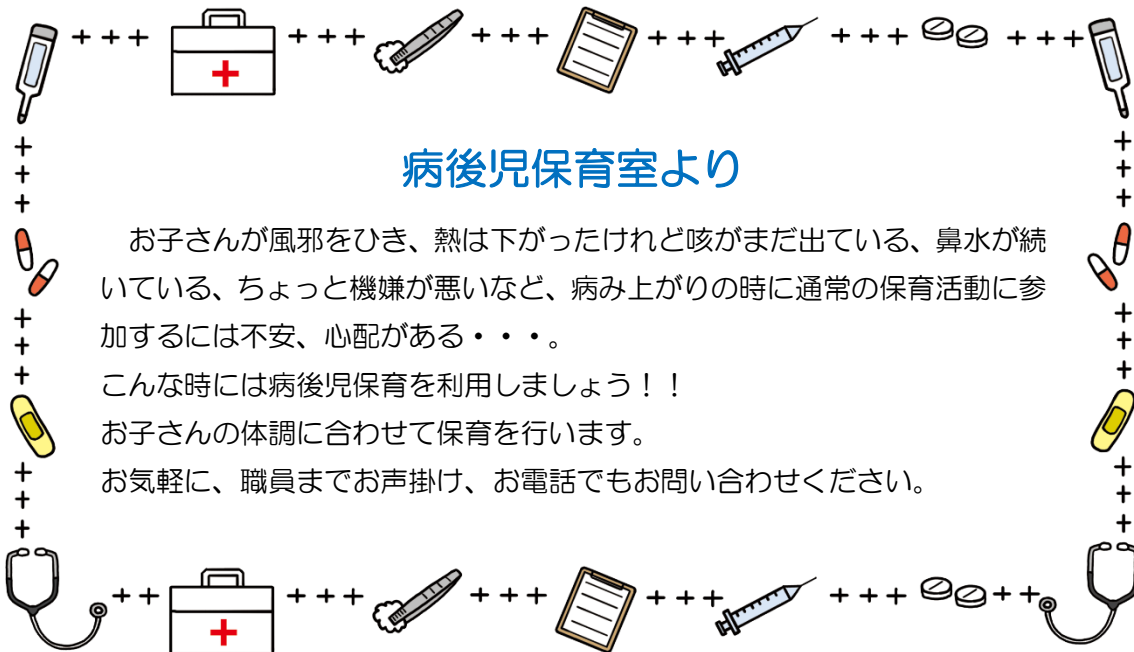 病後児保育室より
お子さんが風邪をひき、熱は下がったけれど咳がまだ出ている、鼻水が続
いている、ちょっと機嫌が悪いなど、病み上がりの時に通常の保育活動に参
加するには不安、心配がある・・・。
こんな時には病後児保育を利用しましょう！！
お子さんの体調に合わせて保育を行います。
お気軽に、職員までお声掛け、お電話でもお問い合わせください。